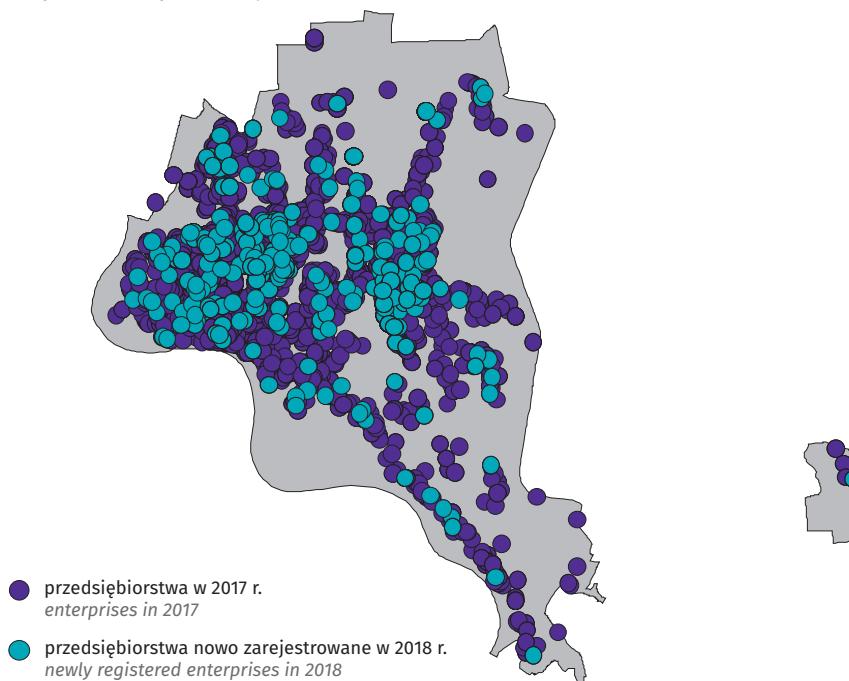 przedsiębiorstwa w 2017 r.
enterprises in 2017
przedsiębiorstwa nowo zarejestrowane w 2018 r.
newly registered enterprises in 2018